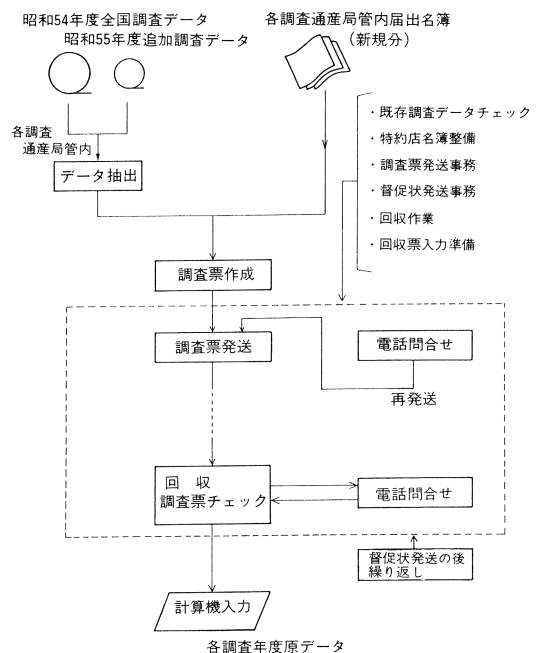 昭和54年度全国調査データ
昭和55年度追加調査データ
各調査通産局管内届出名簿
（新規分）
各調査
通産局管内
データ抽出
・既存調査データチェック
・特約店名簿整備
・調査票発送事務
・督促状発送事務
・回収作業
・回収票入力準備
調査票作成
調査票発送
電話問合せ
再発送
回　収
調査票チェック
電話問合せ
督促状発送の後
繰り返し
計算機入力
各調査年度原データ